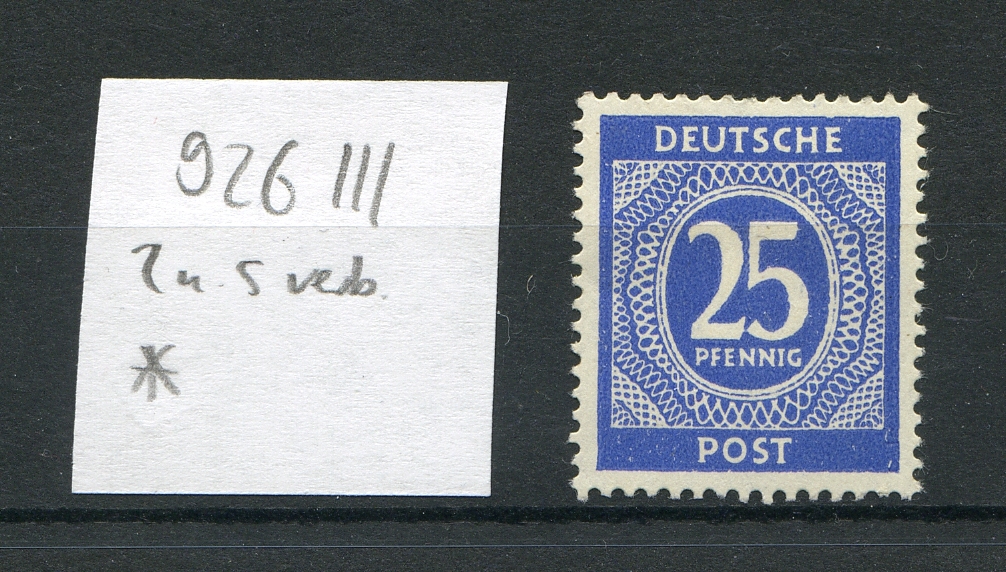 926 III
2 u. 5 verb.
*
DEUTSCHE
25
PFENNIG
POST